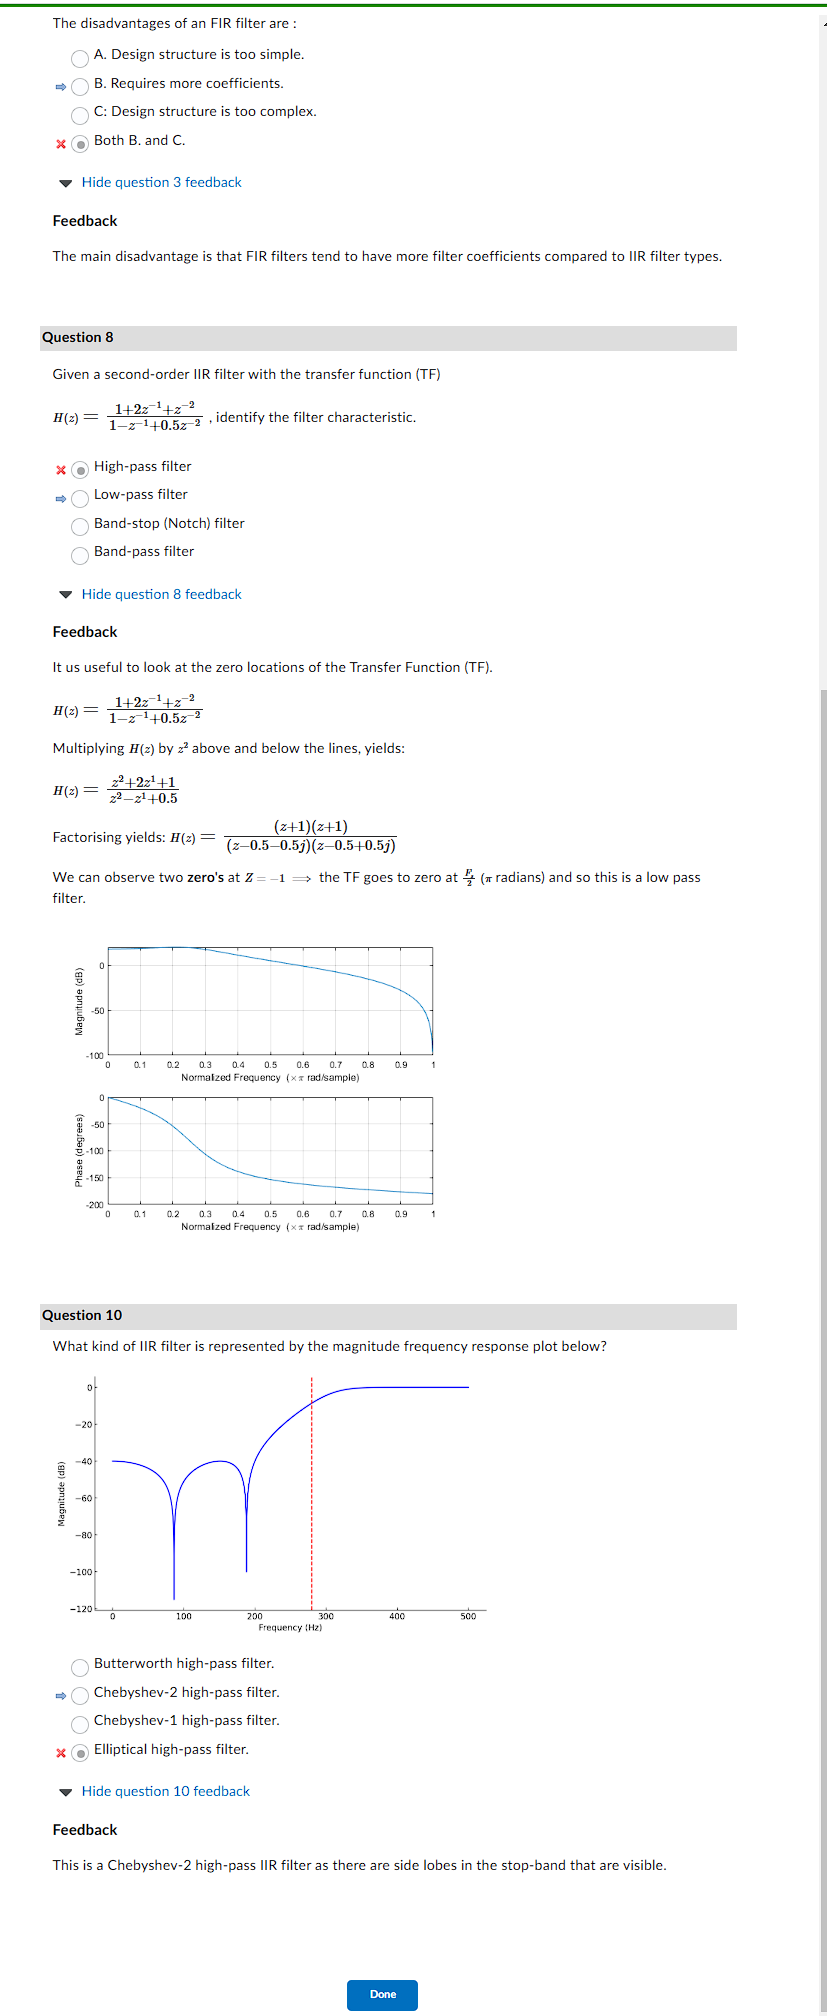 The disadvantages of an FIR filter are :
A. Design structure is too simple.
B. Requires more coefficients.
C: Design structure is too complex.
Both B. and C.
Hide question 3 feedback
Feedback
The main disadvantage is that FIR filters tend to have more filter coefficients compared to IIR filter types.
Question 8
Given a second-order IIR filter with the transfer function (TF)
H(z) = \frac{1+2z^{-1}+z^{-2}}{1-z^{-1}+0.5z^{-2}} , identify the filter characteristic.
High-pass filter
Low-pass filter
Band-stop (Notch) filter
Band-pass filter
Hide question 8 feedback
Feedback
It us useful to look at the zero locations of the Transfer Function (TF).
H(z) = \frac{1+2z^{-1}+z^{-2}}{1-z^{-1}+0.5z^{-2}}
Multiplying H(z) by z² above and below the lines, yields:
H(z) = \frac{z^2+2z^1+1}{z^2-z^1+0.5}
Factorising yields: H(z) = \frac{(z+1)(z+1)}{(z-0.5-0.5j)(z-0.5+0.5j)}
We can observe two zero's at Z = −1 ⟹ the TF goes to zero at \frac{F_s}{2} (π radians) and so this is a low pass
filter.
Magnitude (dB)
0
-50
-100
0 0.1 0.2 0.3 0.4 0.5 0.6 0.7 0.8 0.9 1
Normalized Frequency (×π rad/sample)
Phase (degrees)
0
-50
-100
-150
-200
0 0.1 0.2 0.3 0.4 0.5 0.6 0.7 0.8 0.9 1
Normalized Frequency (×π rad/sample)
Question 10
What kind of IIR filter is represented by the magnitude frequency response plot below?
Magnitude (dB)
0
−20
−40
−60
−80
−100
−120
0 100 200 300 400 500
Frequency (Hz)
Butterworth high-pass filter.
Chebyshev-2 high-pass filter.
Chebyshev-1 high-pass filter.
Elliptical high-pass filter.
Hide question 10 feedback
Feedback
This is a Chebyshev-2 high-pass IIR filter as there are side lobes in the stop-band that are visible.
Done